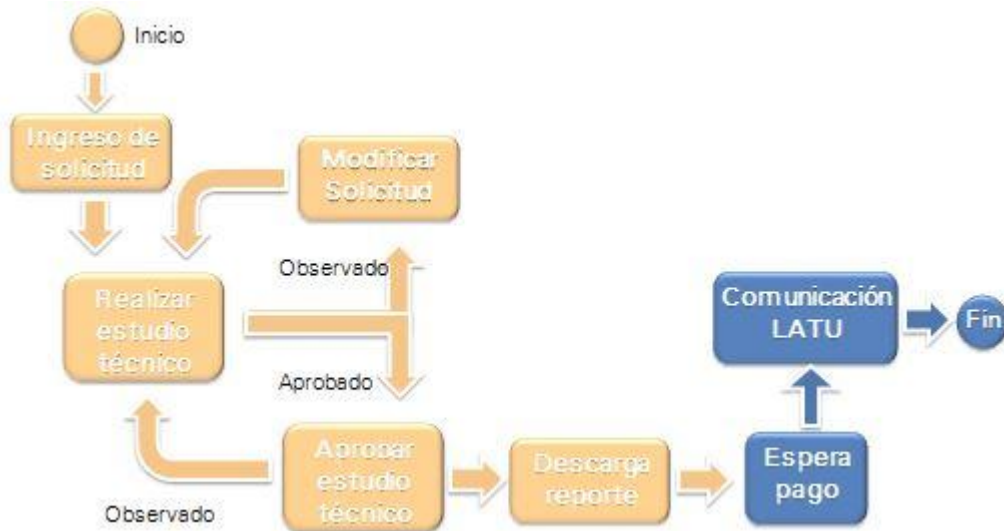 Inicio
Ingreso de
solicitud
Modificar
Solicitud
Observado
Realizar
estudio
técnico
Aprobado
Comunicación
LATU
Fin
Aprobar
estudio
técnico
Descarga
reporte
Espera
pago
Observado